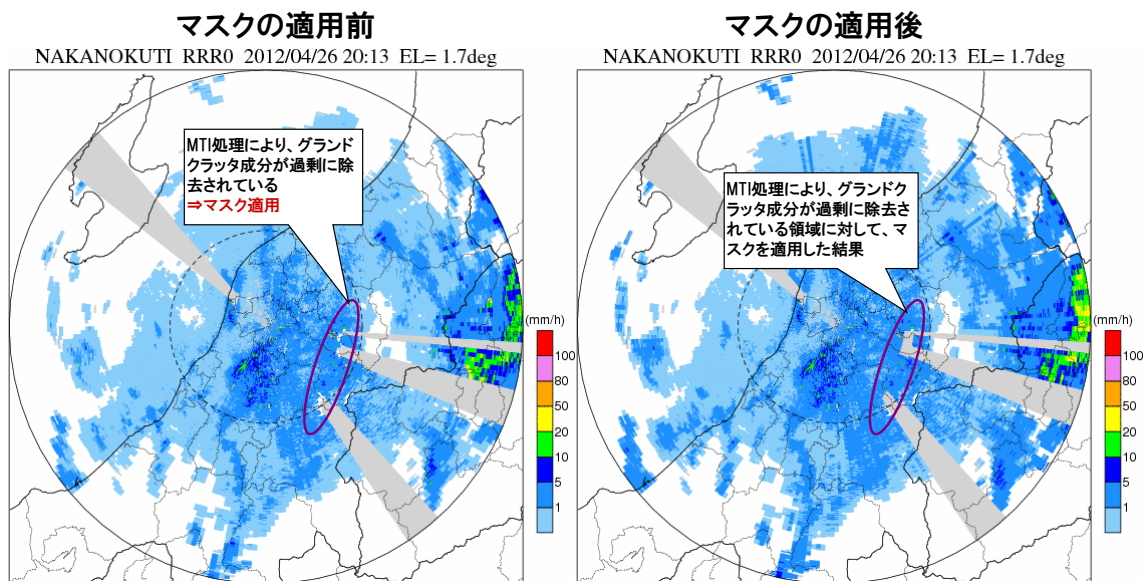 マスクの適用前
NAKANOKUTI RRR0 2012/04/26 20:13 EL= 1.7deg
MTI処理により、グランド
クラッタ成分が過剰に除
去されている
⇒マスク適用
(mm/h)
100
80
50
20
10
5
1
マスクの適用後
NAKANOKUTI RRR0 2012/04/26 20:13 EL= 1.7deg
MTI処理により、グランドク
ラッタ成分が過剰に除去さ
れている領域に対して、マ
スクを適用した結果
(mm/h)
100
80
50
20
10
5
1